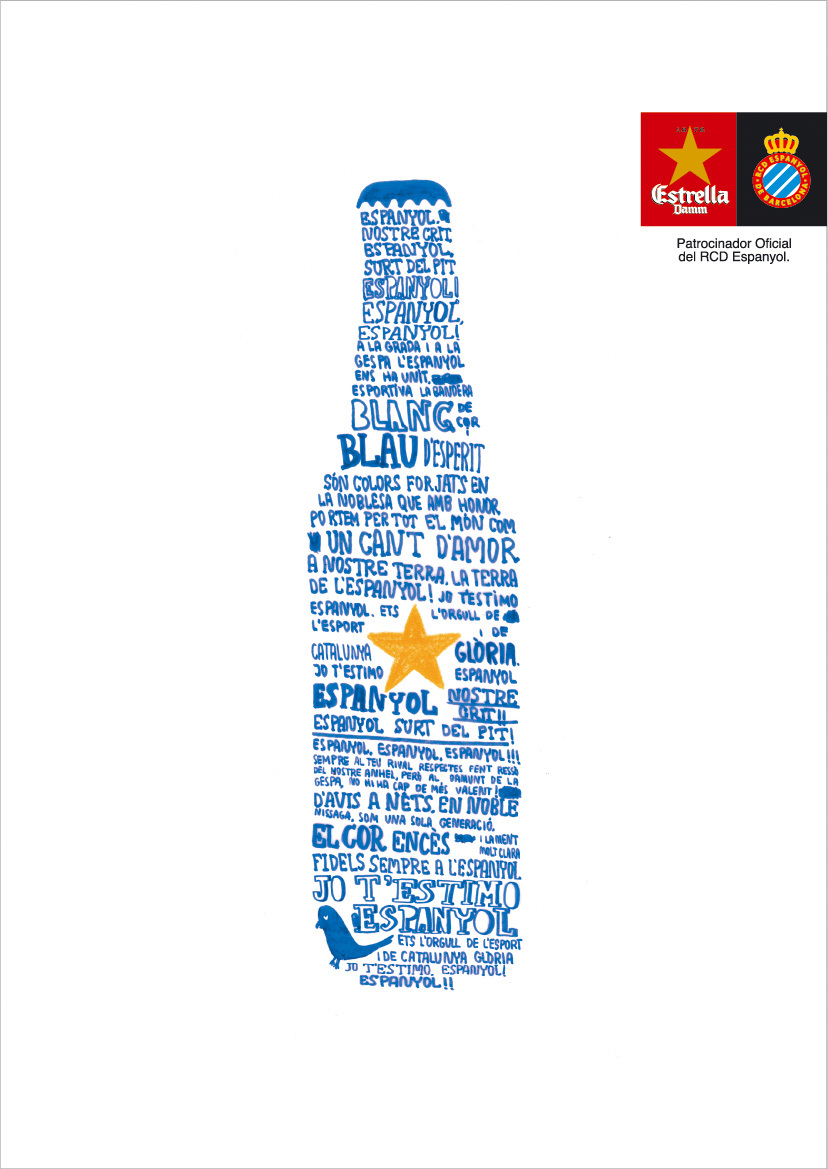 Estrella
Damm
RCD ESPANYOL
DE BARCELONA
Patrocinador Oficial
del RCD Espanyol.
ESPANYOL.
NOSTRE CRIT,
ESPANYOL,
SURT DEL PIT
ESPANYOL!
ESPANYOL,
ESPANYOL!
A LA GRADA I A LA
GESPA L'ESPANYOL
ENS HA UNIT.
ESPORTIVA LA BANDERA
BLANC DE
COR
BLAU D'ESPERIT
SÓN COLORS FORJATS EN
LA NOBLESA QUE AMB HONOR
PORTEM PER TOT EL MÓN COM
UN CANT D'AMOR
A NOSTRE TERRA. LA TERRA
DE L'ESPANYOL! JO T'ESTIMO
ESPANYOL. ETS L'ORGULL DE
L'ESPORT I DE
CATALUNYA GLÒRIA.
JO T'ESTIMO ESPANYOL
ESPANYOL NOSTRE
CRIT!!
ESPANYOL SURT DEL PIT!
ESPANYOL, ESPANYOL, ESPANYOL!!!
SEMPRE AL TEU RIVAL RESPECTES FENT RESSÒ
DEL NOSTRE ANHEL, PERÒ AL DAMUNT DE LA
GESPA, NO HI HA CAP DE MÉS VALENT!
D'AVIS A NÉTS. EN NOBLE
NISSAGA, SOM UNA SOLA GENERACIÓ.
EL COR ENCÈS I LA MENT
MOLT CLARA
FIDELS SEMPRE A L'ESPANYOL
JO T'ESTIMO
ESPANYOL
ETS L'ORGULL DE L'ESPORT
I DE CATALUNYA GLÒRIA
JO T'ESTIMO, ESPANYOL!
ESPANYOL!!